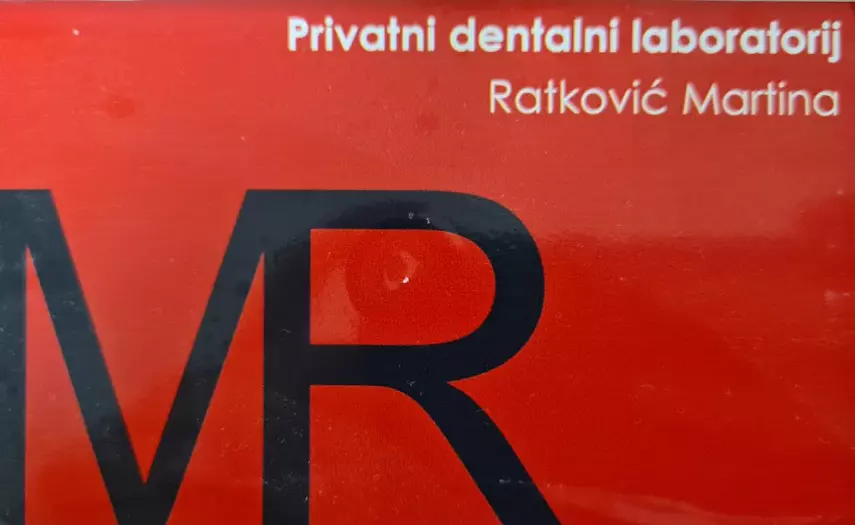 Privatni dentalni laboratorij
Ratković Martina
MR